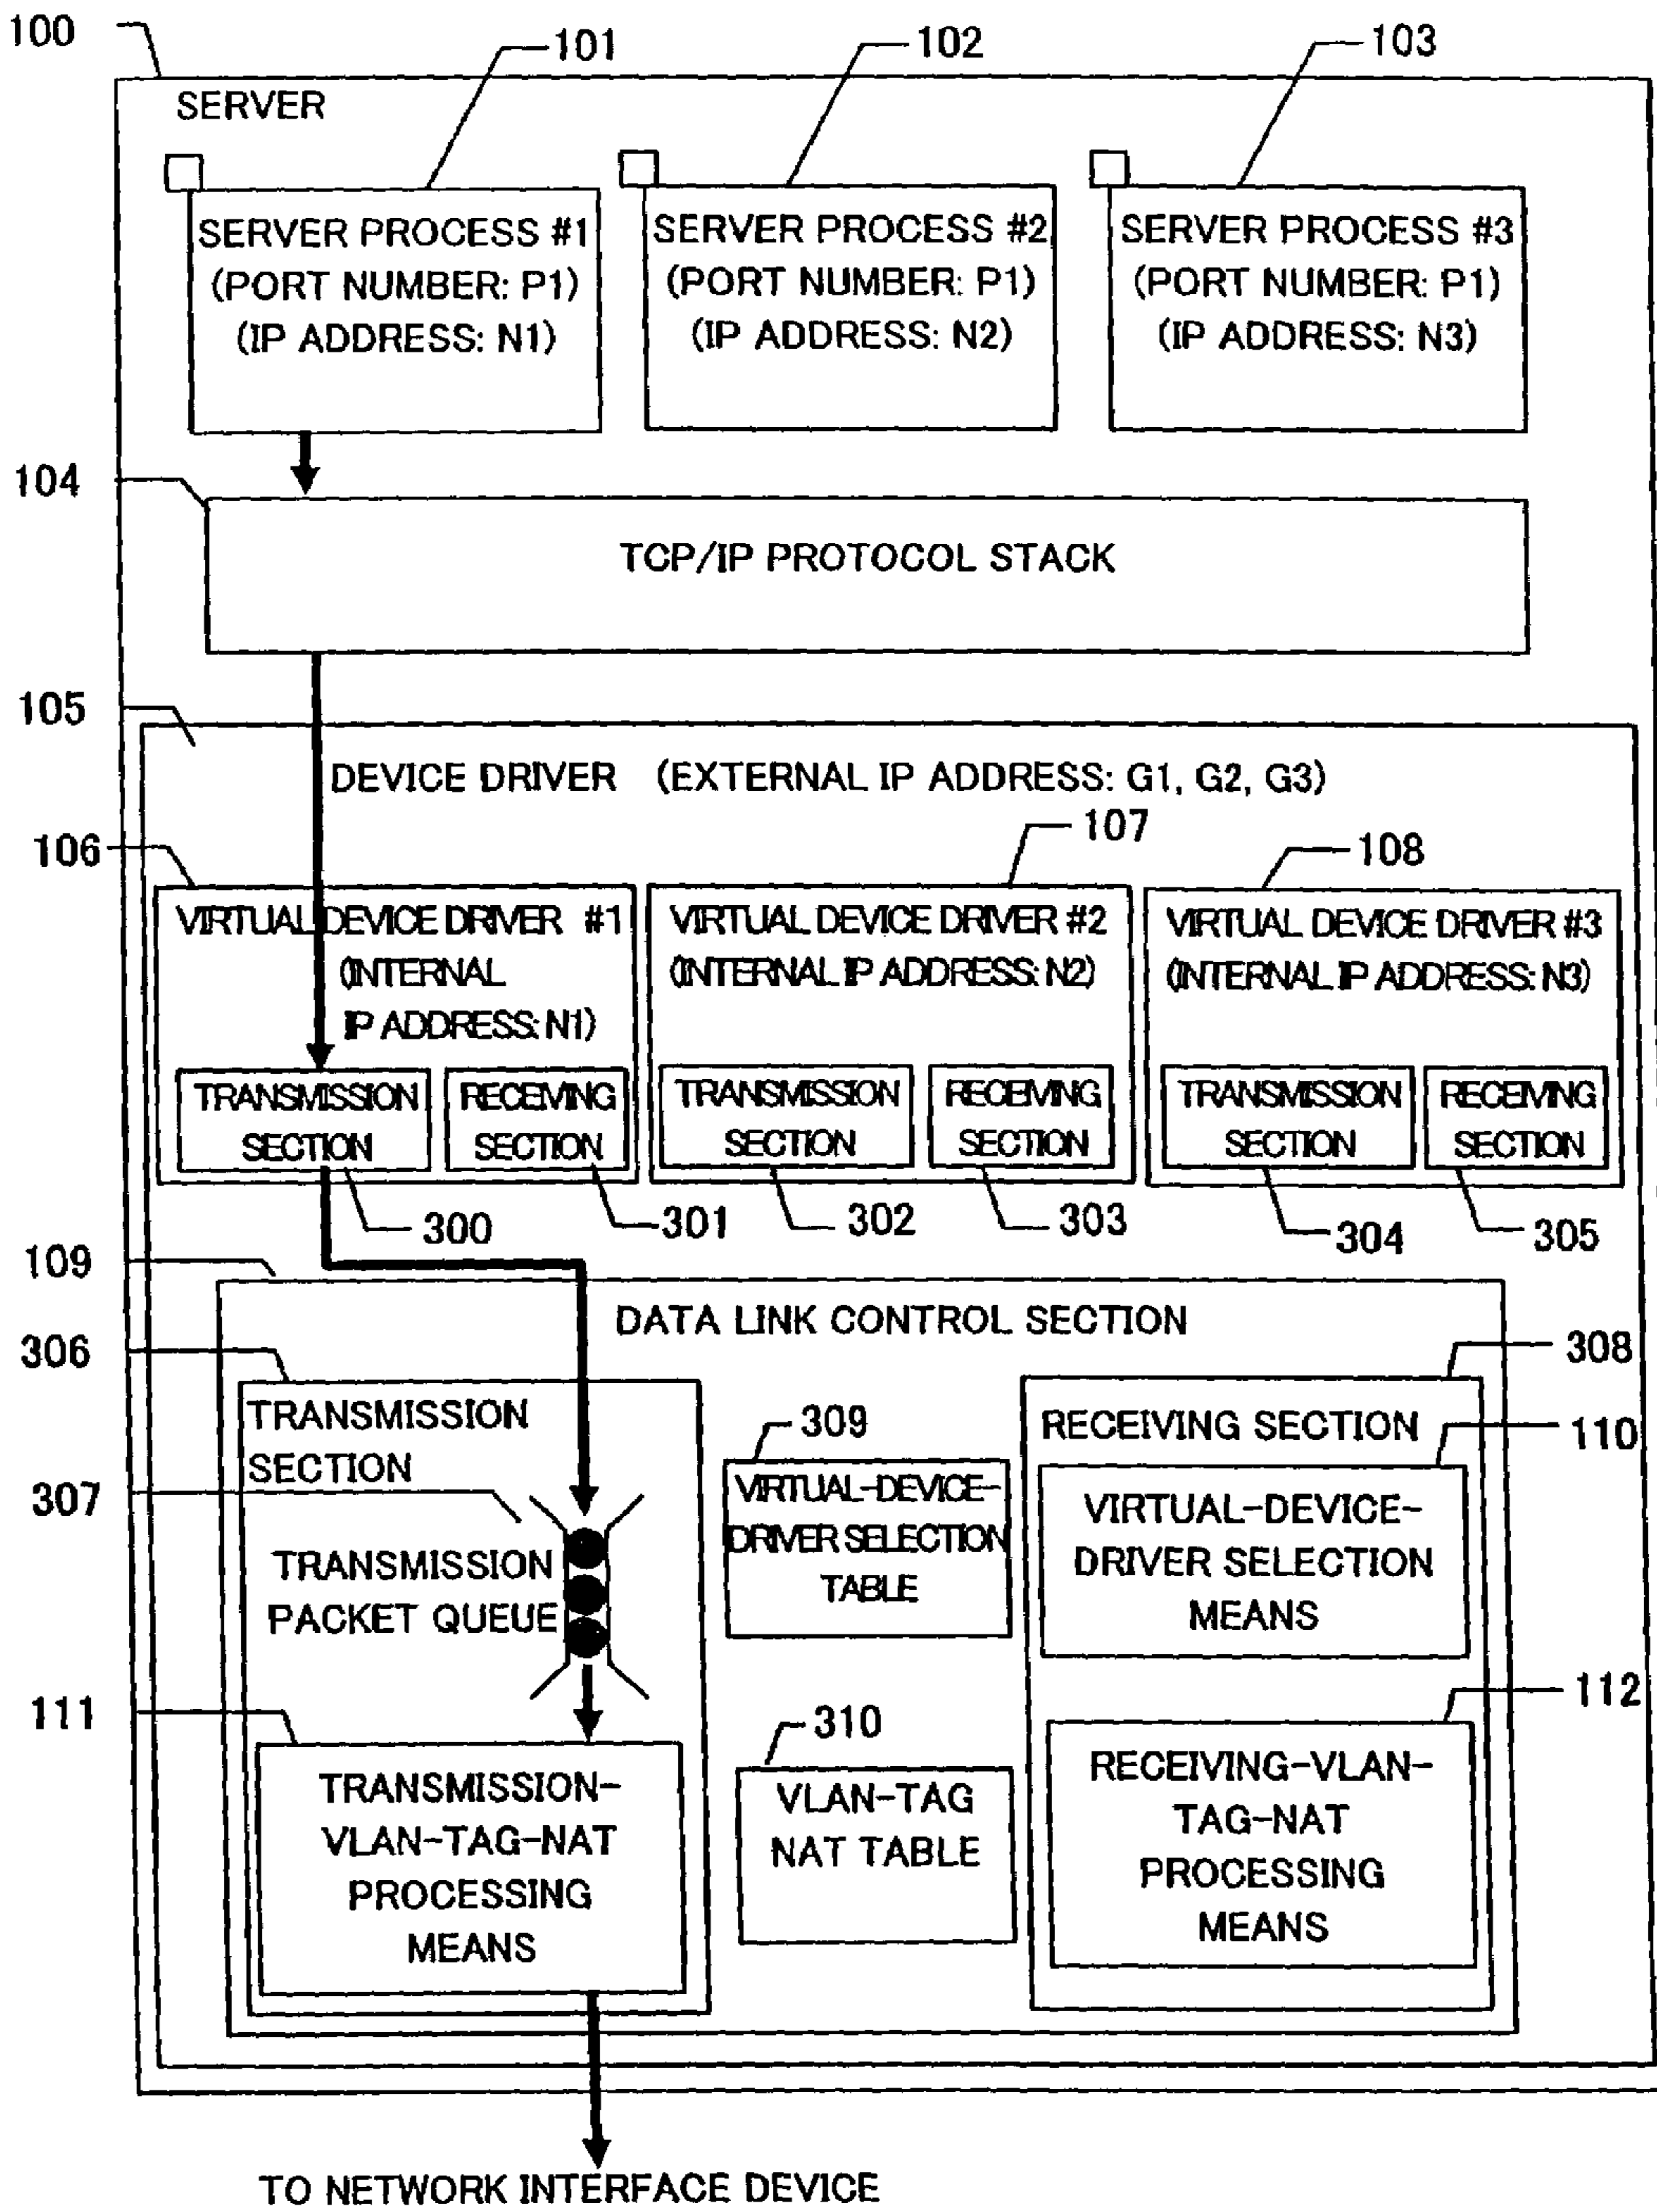 100
101
102
103
SERVER
SERVER PROCESS #1
(PORT NUMBER: P1)
(IP ADDRESS: N1)
SERVER PROCESS #2
(PORT NUMBER: P1)
(IP ADDRESS: N2)
SERVER PROCESS #3
(PORT NUMBER: P1)
(IP ADDRESS: N3)
104
TCP/IP PROTOCOL STACK
105
DEVICE DRIVER (EXTERNAL IP ADDRESS: G1, G2, G3)
106
107
108
VIRTUAL DEVICE DRIVER #1
(INTERNAL
IP ADDRESS: N1)
VIRTUAL DEVICE DRIVER #2
(INTERNAL IP ADDRESS: N2)
VIRTUAL DEVICE DRIVER #3
(INTERNAL IP ADDRESS: N3)
TRANSMISSION
SECTION
RECEIVING
SECTION
TRANSMISSION
SECTION
RECEIVING
SECTION
TRANSMISSION
SECTION
RECEIVING
SECTION
300
301
302
303
304
305
109
DATA LINK CONTROL SECTION
306
308
TRANSMISSION
SECTION
309
RECEIVING SECTION
110
307
TRANSMISSION
PACKET QUEUE
VIRTUAL-DEVICE-
DRIVER SELECTION
TABLE
VIRTUAL-DEVICE-
DRIVER SELECTION
MEANS
111
310
112
TRANSMISSION-
VLAN-TAG-NAT
PROCESSING
MEANS
VLAN-TAG
NAT TABLE
RECEIVING-VLAN-
TAG-NAT
PROCESSING
MEANS
TO NETWORK INTERFACE DEVICE